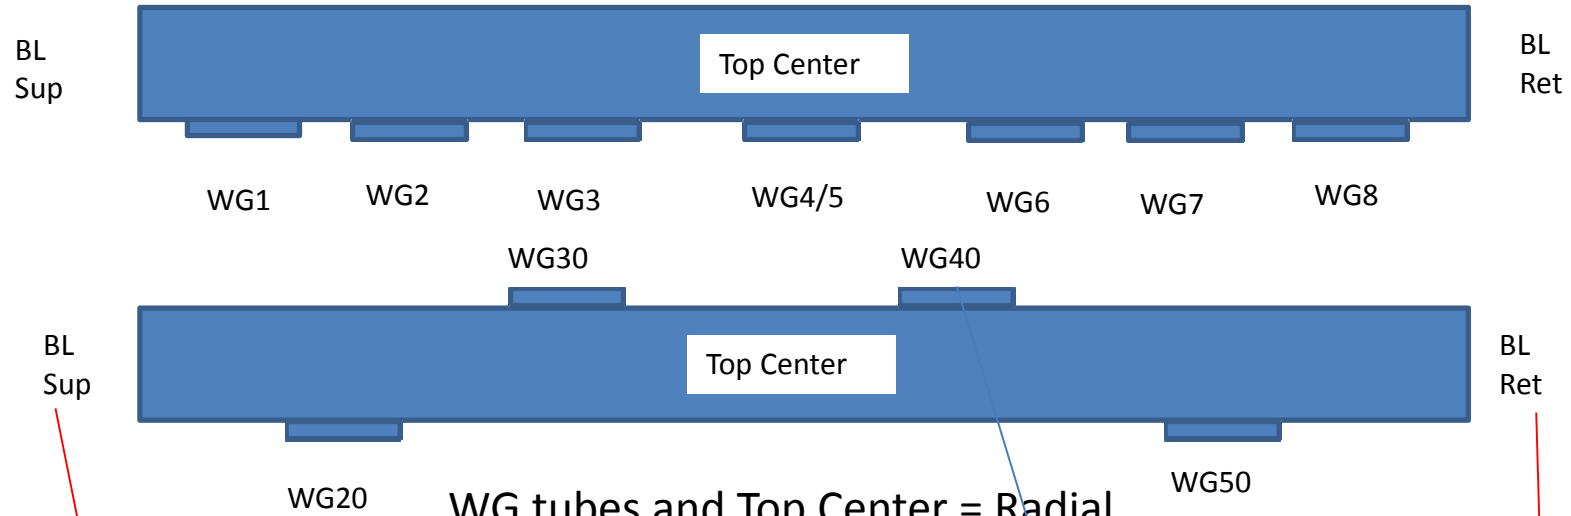 BL
Sup
Top Center
BL
Ret
WG1
WG2
WG3
WG4/5
WG6
WG7
WG8
WG30
WG40
BL
Sup
Top Center
BL
Ret
WG20
WG50
WG tubes and Top Center = Radial